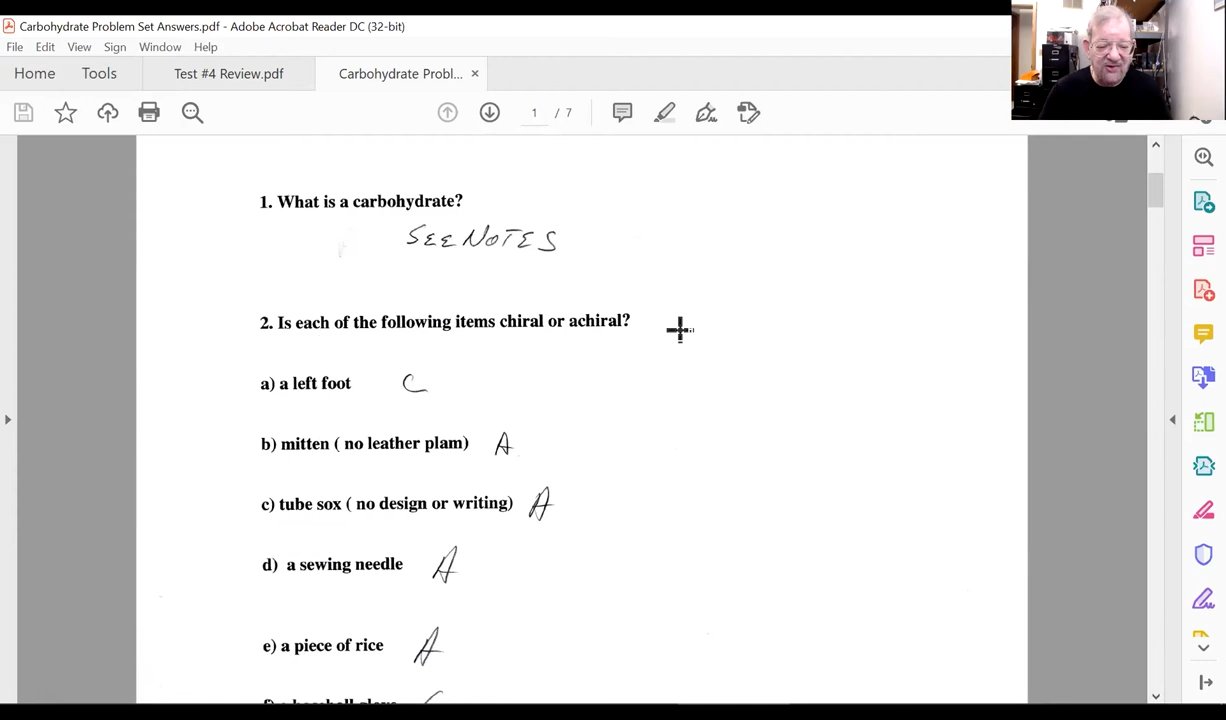 Carbohydrate Problem Set Answers.pdf - Adobe Acrobat Reader DC (32-bit)
File Edit View Sign Window Help
Home Tools Test #4 Review.pdf Carbohydrate Probl... ×
1 / 7
1. What is a carbohydrate?
SEE NOTES
2. Is each of the following items chiral or achiral?
a) a left foot C
b) mitten ( no leather plam) A
c) tube sox ( no design or writing) A
d) a sewing needle A
e) a piece of rice A